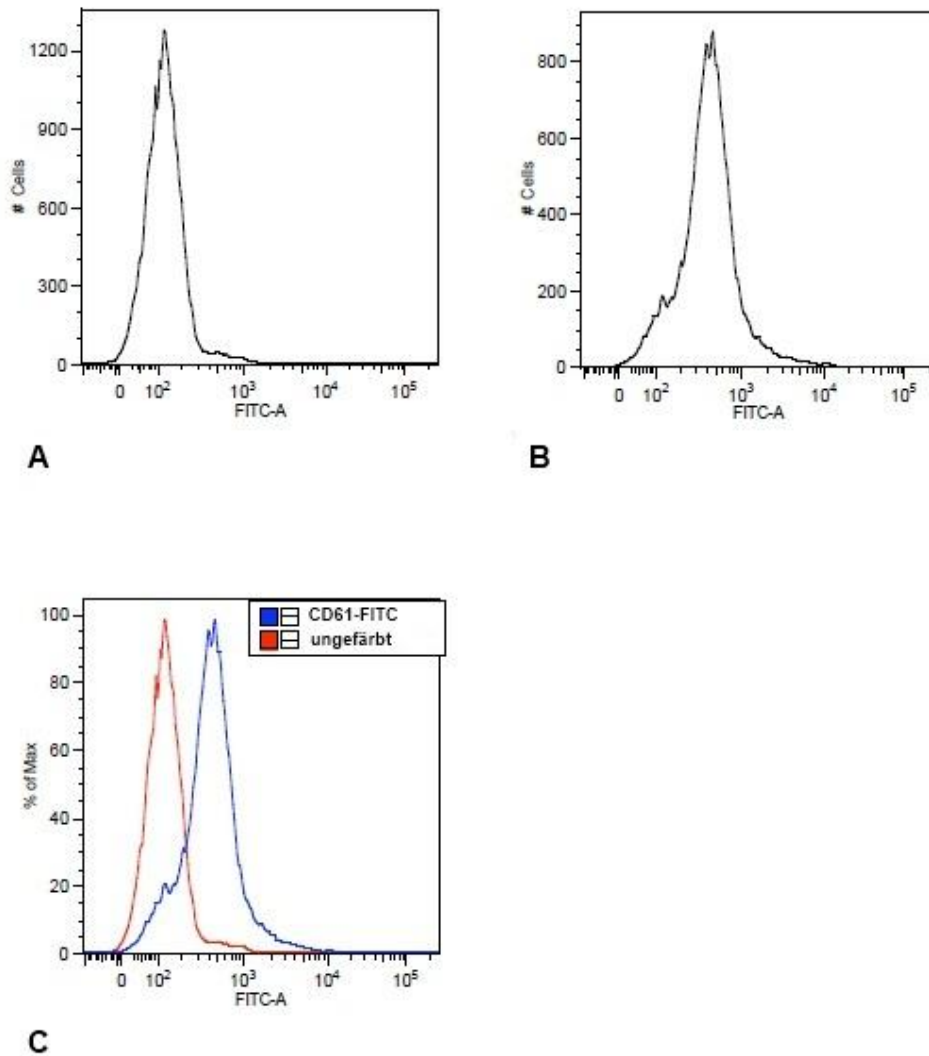 1200
900
600
300
0
# Cells
0 10² 10³ 10⁴ 10⁵
FITC-A
A
800
600
400
200
0
# Cells
0 10² 10³ 10⁴ 10⁵
FITC-A
B
CD61-FITC
ungefärbt
100
80
60
40
20
0
% of Max
0 10² 10³ 10⁴ 10⁵
FITC-A
C